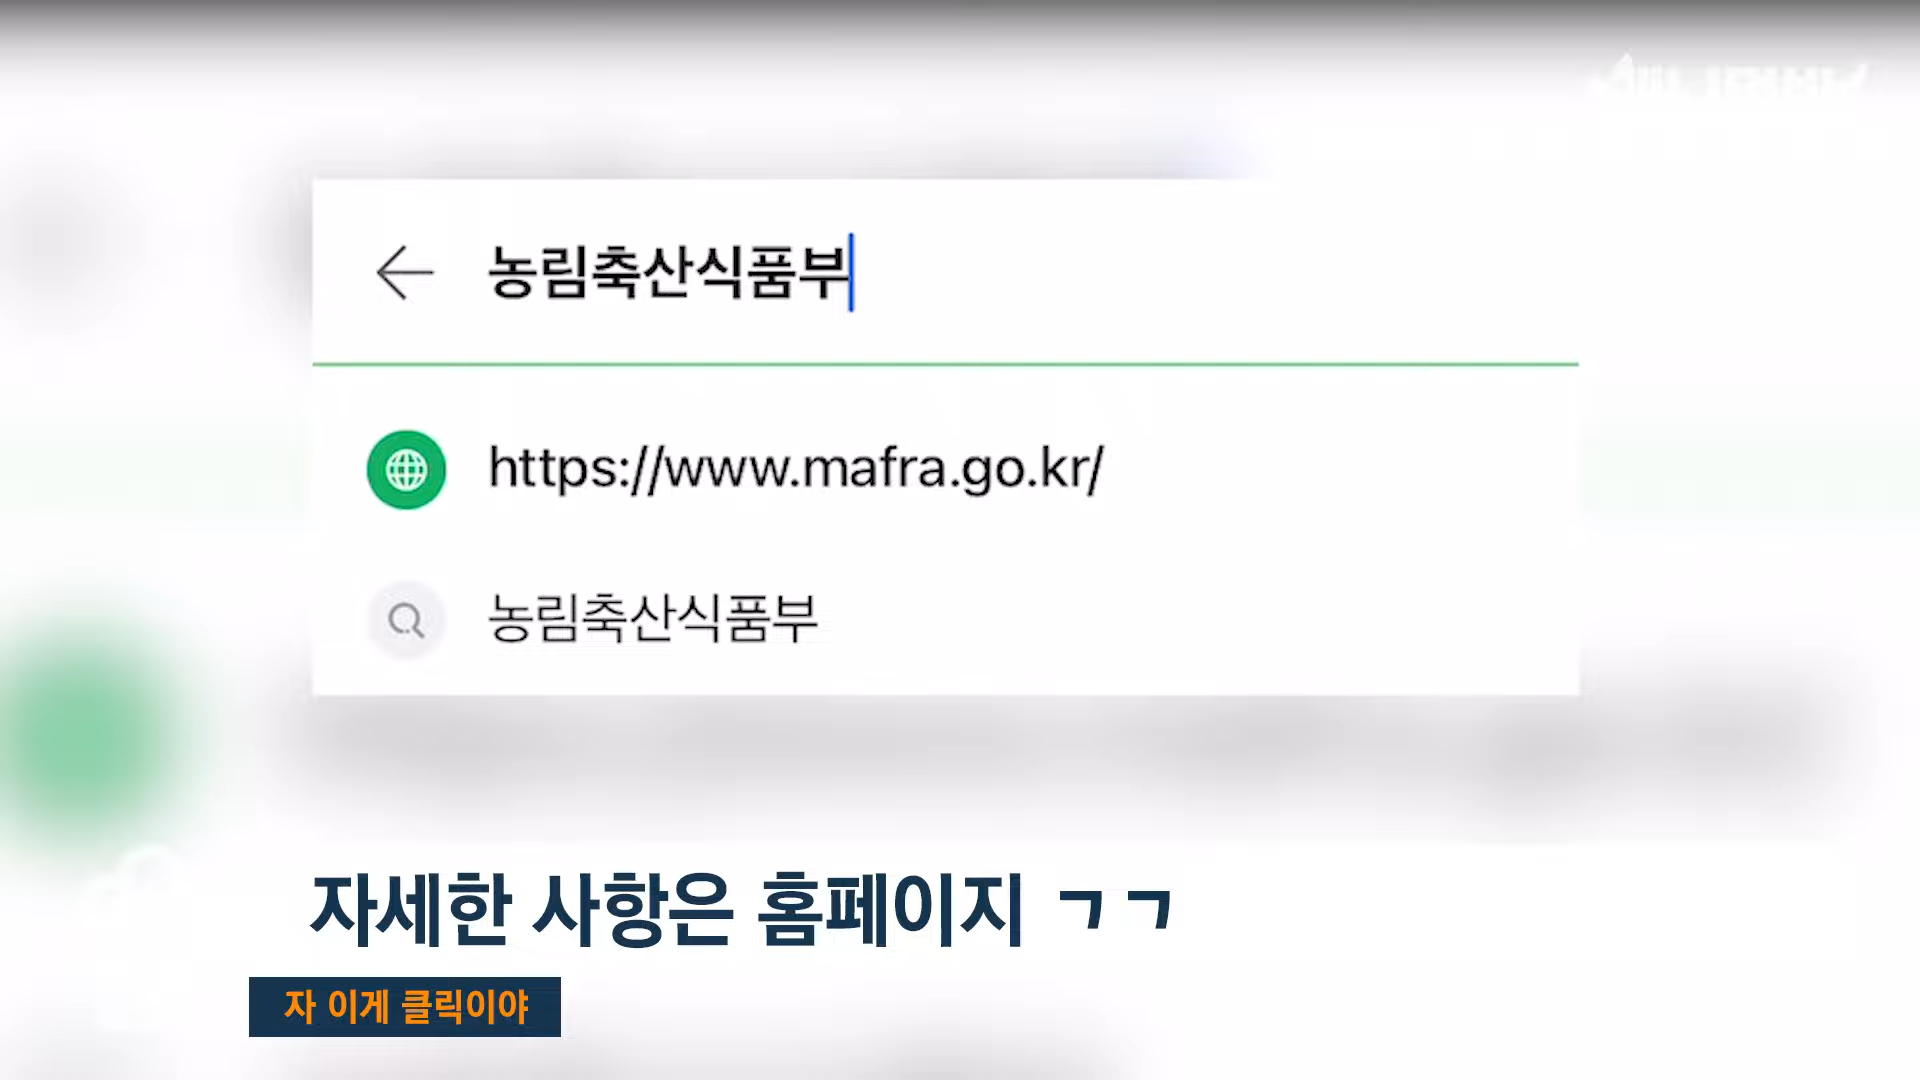 농림축산식품부
https://www.mafra.go.kr/
농림축산식품부
자세한 사항은 홈페이지 ㄱㄱ
자 이게 클릭이야